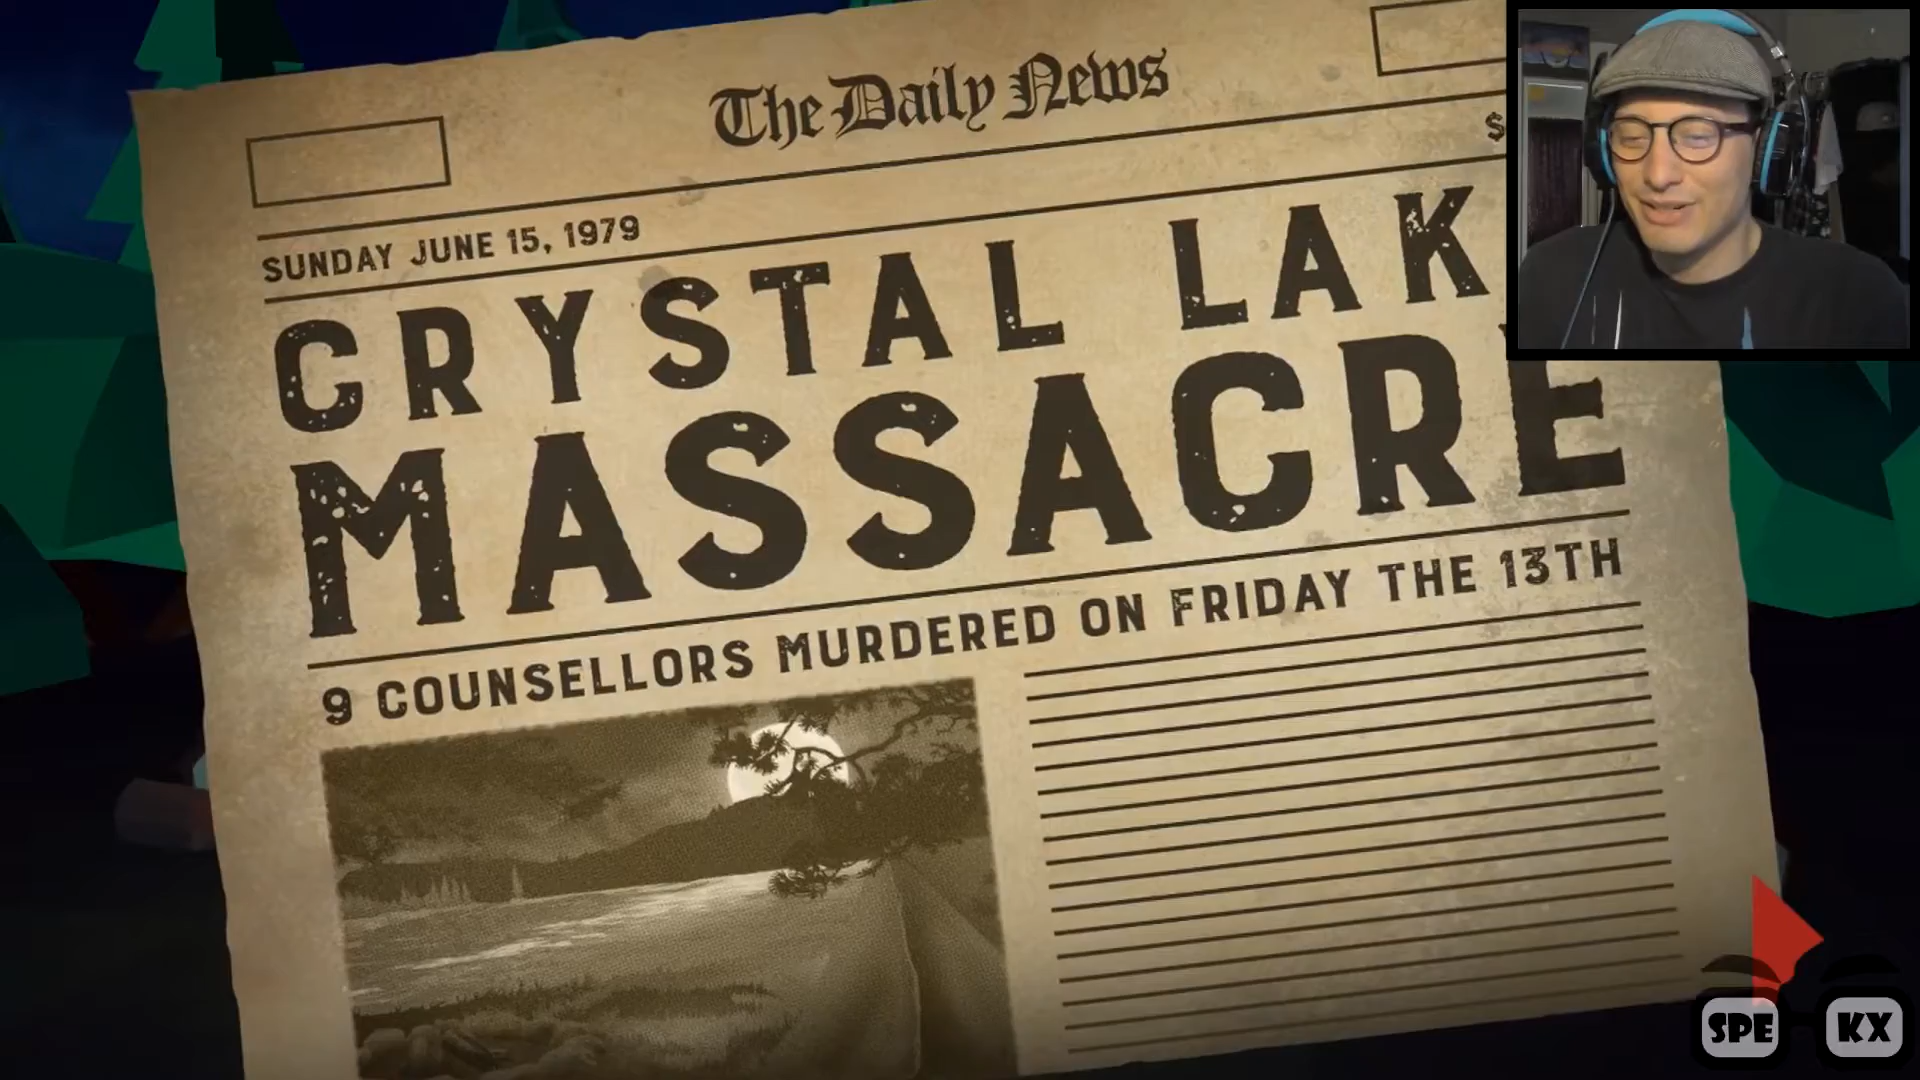 The Daily News
$
SUNDAY JUNE 15, 1979
CRYSTAL LAK
MASSACRE
9 COUNSELLORS MURDERED ON FRIDAY THE 13TH
SPE KX